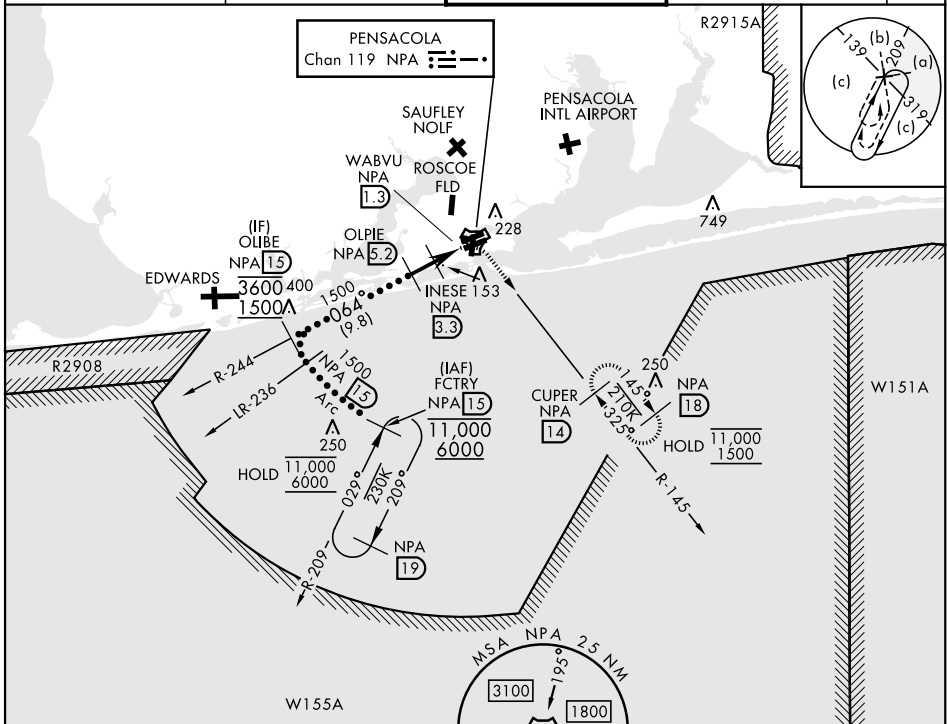 R2915A
PENSACOLA
Chan 119 NPA
139
(b)
209
(a)
(c)
319
(c)
SAUFLEY
NOLF
PENSACOLA
INTL AIRPORT
WABVU
NPA
1.3
ROSCOE
FLD
228
749
(IF)
OLIBE
NPA 15
3600
1500
400
OLPIE
NPA 5.2
EDWARDS
1500
064°
(9.8)
INESE 153
NPA
3.3
R2908
R-244
LR-236
1500
NPA 15
Arc
(IAF)
FCTRY
NPA 15
11,000
6000
250
HOLD 11,000
6000
029°
230K
209°
NPA
19
R-209
CUPER
NPA
14
145°
210K
325°
250
NPA
18
HOLD 11,000
1500
R-145
W151A
MSA NPA 25 NM
195°
3100
1800
W155A